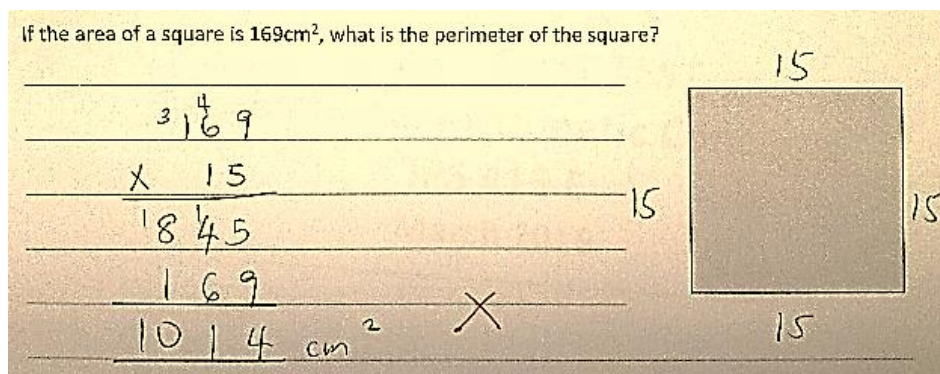 If the area of a square is 169cm², what is the perimeter of the square?
15
3 4
169
x 15
1 1
845
169
1014 cm² X
15 15
15